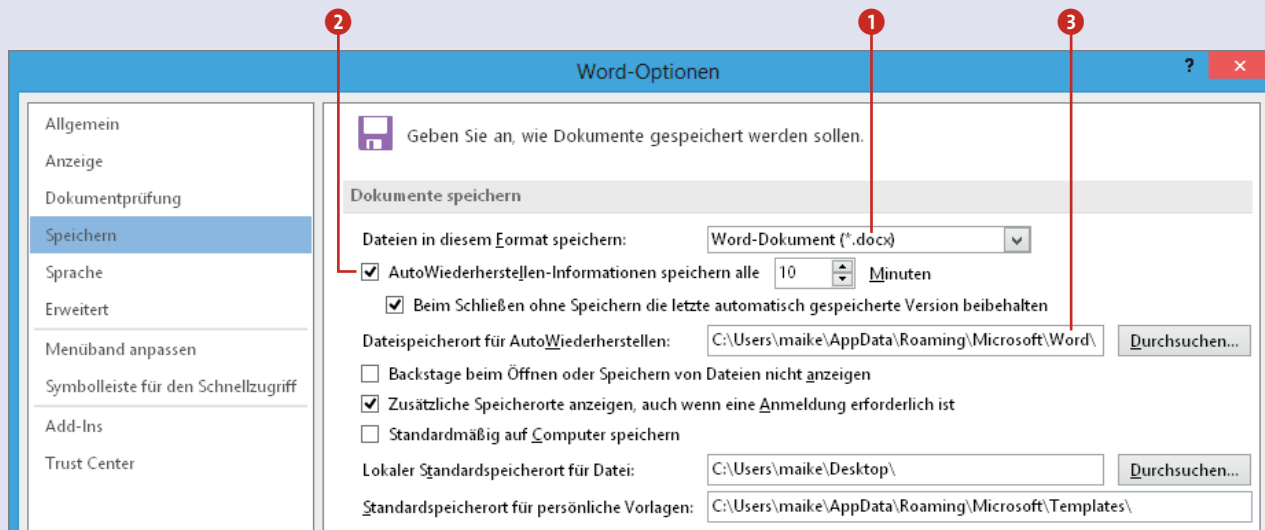 2 1 3
Word-Optionen ? ×
Allgemein
Anzeige
Dokumentprüfung
Speichern
Sprache
Erweitert
Menüband anpassen
Symbolleiste für den Schnellzugriff
Add-Ins
Trust Center
Geben Sie an, wie Dokumente gespeichert werden sollen.
Dokumente speichern
Dateien in diesem Format speichern: Word-Dokument (*.docx)
AutoWiederherstellen-Informationen speichern alle 10 Minuten
Beim Schließen ohne Speichern die letzte automatisch gespeicherte Version beibehalten
Dateispeicherort für AutoWiederherstellen: C:\Users\maike\AppData\Roaming\Microsoft\Word\ Durchsuchen...
Backstage beim Öffnen oder Speichern von Dateien nicht anzeigen
Zusätzliche Speicherorte anzeigen, auch wenn eine Anmeldung erforderlich ist
Standardmäßig auf Computer speichern
Lokaler Standardspeicherort für Datei: C:\Users\maike\Desktop\ Durchsuchen...
Standardspeicherort für persönliche Vorlagen: C:\Users\maike\AppData\Roaming\Microsoft\Templates\